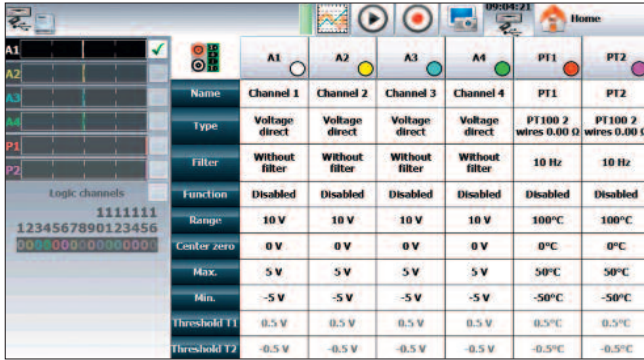 09:04:21
Home
A1
A2
A3
A4
P1
P2
Logic channels
1111111
1234567890123456
0000000000000000
A1 A2 A3 A4 PT1 PT2
Name Channel 1 Channel 2 Channel 3 Channel 4 PT1 PT2
Type Voltage direct Voltage direct Voltage direct Voltage direct PT100 2 wires 0.00 Ω PT100 2 wires 0.00 Ω
Filter Without filter Without filter Without filter Without filter 10 Hz 10 Hz
Function Disabled Disabled Disabled Disabled Disabled Disabled
Range 10 V 10 V 10 V 10 V 100°C 100°C
Center zero 0 V 0 V 0 V 0 V 0°C 0°C
Max. 5 V 5 V 5 V 5 V 50°C 50°C
Min. -5 V -5 V -5 V -5 V -50°C -50°C
Threshold T1 0.5 V 0.5 V 0.5 V 0.5 V 0.5°C 0.5°C
Threshold T2 -0.5 V -0.5 V -0.5 V -0.5 V -0.5°C -0.5°C